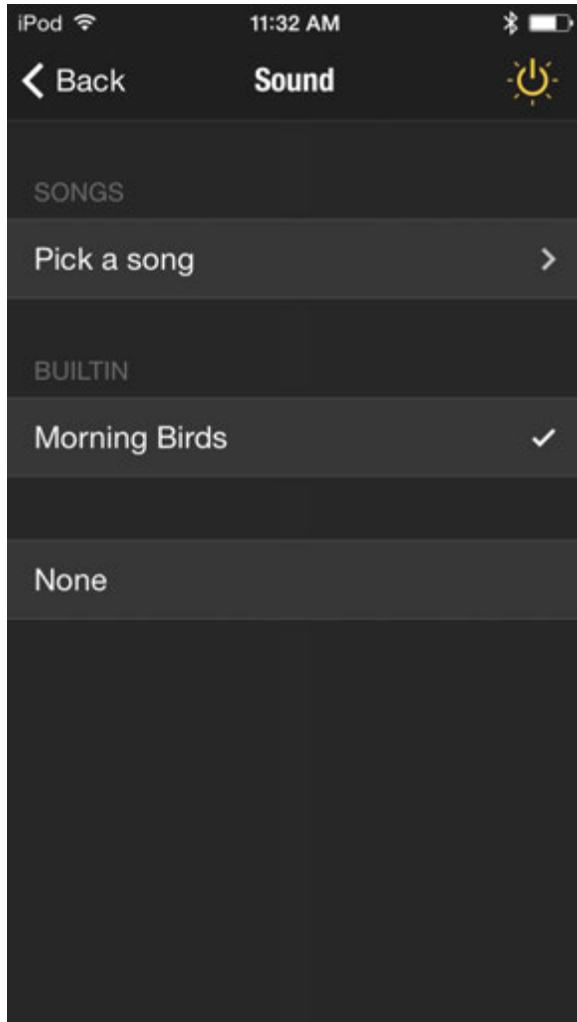 iPod 11:32 AM
Back Sound
SONGS
Pick a song
BUILTIN
Morning Birds
None